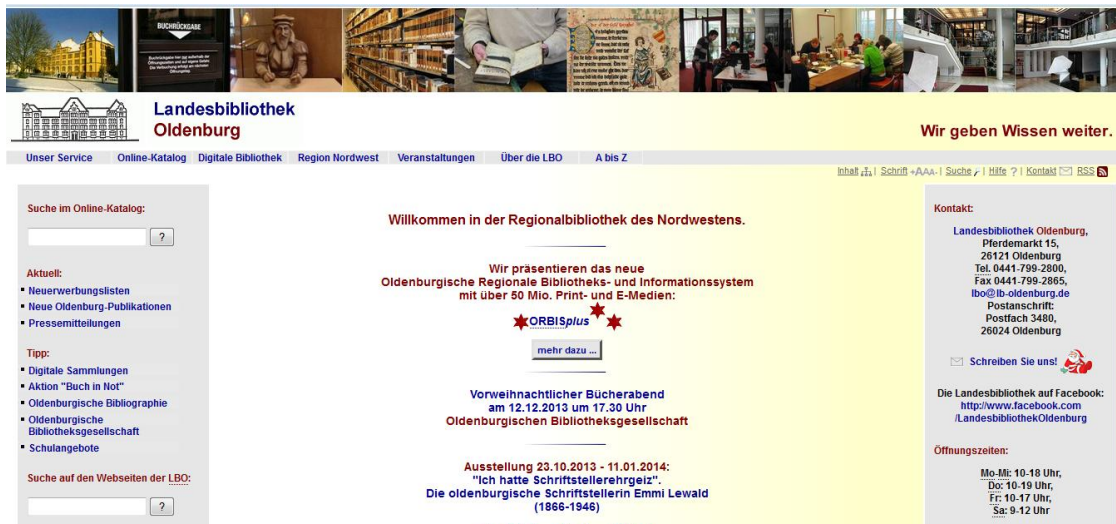 BUCHRÜCKGABE
Landesbibliothek
Oldenburg
Wir geben Wissen weiter.
Unser Service Online-Katalog Digitale Bibliothek Region Nordwest Veranstaltungen Über die LBO A bis Z
Inhalt | Schrift +AAA- | Suche | Hilfe ? | Kontakt | RSS
Suche im Online-Katalog:
?
Aktuell:
Neuerwerbungslisten
Neue Oldenburg-Publikationen
Pressemitteilungen
Tipp:
Digitale Sammlungen
Aktion "Buch in Not"
Oldenburgische Bibliographie
Oldenburgische
Bibliotheksgesellschaft
Schulangebote
Suche auf den Webseiten der LBO:
?
Willkommen in der Regionalbibliothek des Nordwestens.
Wir präsentieren das neue
Oldenburgische Regionale Bibliotheks- und Informationssystem
mit über 50 Mio. Print- und E-Medien:
ORBISplus
mehr dazu ...
Vorweihnachtlicher Bücherabend
am 12.12.2013 um 17.30 Uhr
Oldenburgischen Bibliotheksgesellschaft
Ausstellung 23.10.2013 - 11.01.2014:
"Ich hatte Schriftstellerehrgeiz".
Die oldenburgische Schriftstellerin Emmi Lewald
(1866-1946)
Kontakt:
Landesbibliothek Oldenburg,
Pferdemarkt 15,
26121 Oldenburg
Tel. 0441-799-2800,
Fax 0441-799-2865,
lbo@lb-oldenburg.de
Postanschrift:
Postfach 3480,
26024 Oldenburg
Schreiben Sie uns!
Die Landesbibliothek auf Facebook:
http://www.facebook.com
/LandesbibliothekOldenburg
Öffnungszeiten:
Mo-Mi: 10-18 Uhr,
Do: 10-19 Uhr,
Fr: 10-17 Uhr,
Sa: 9-12 Uhr